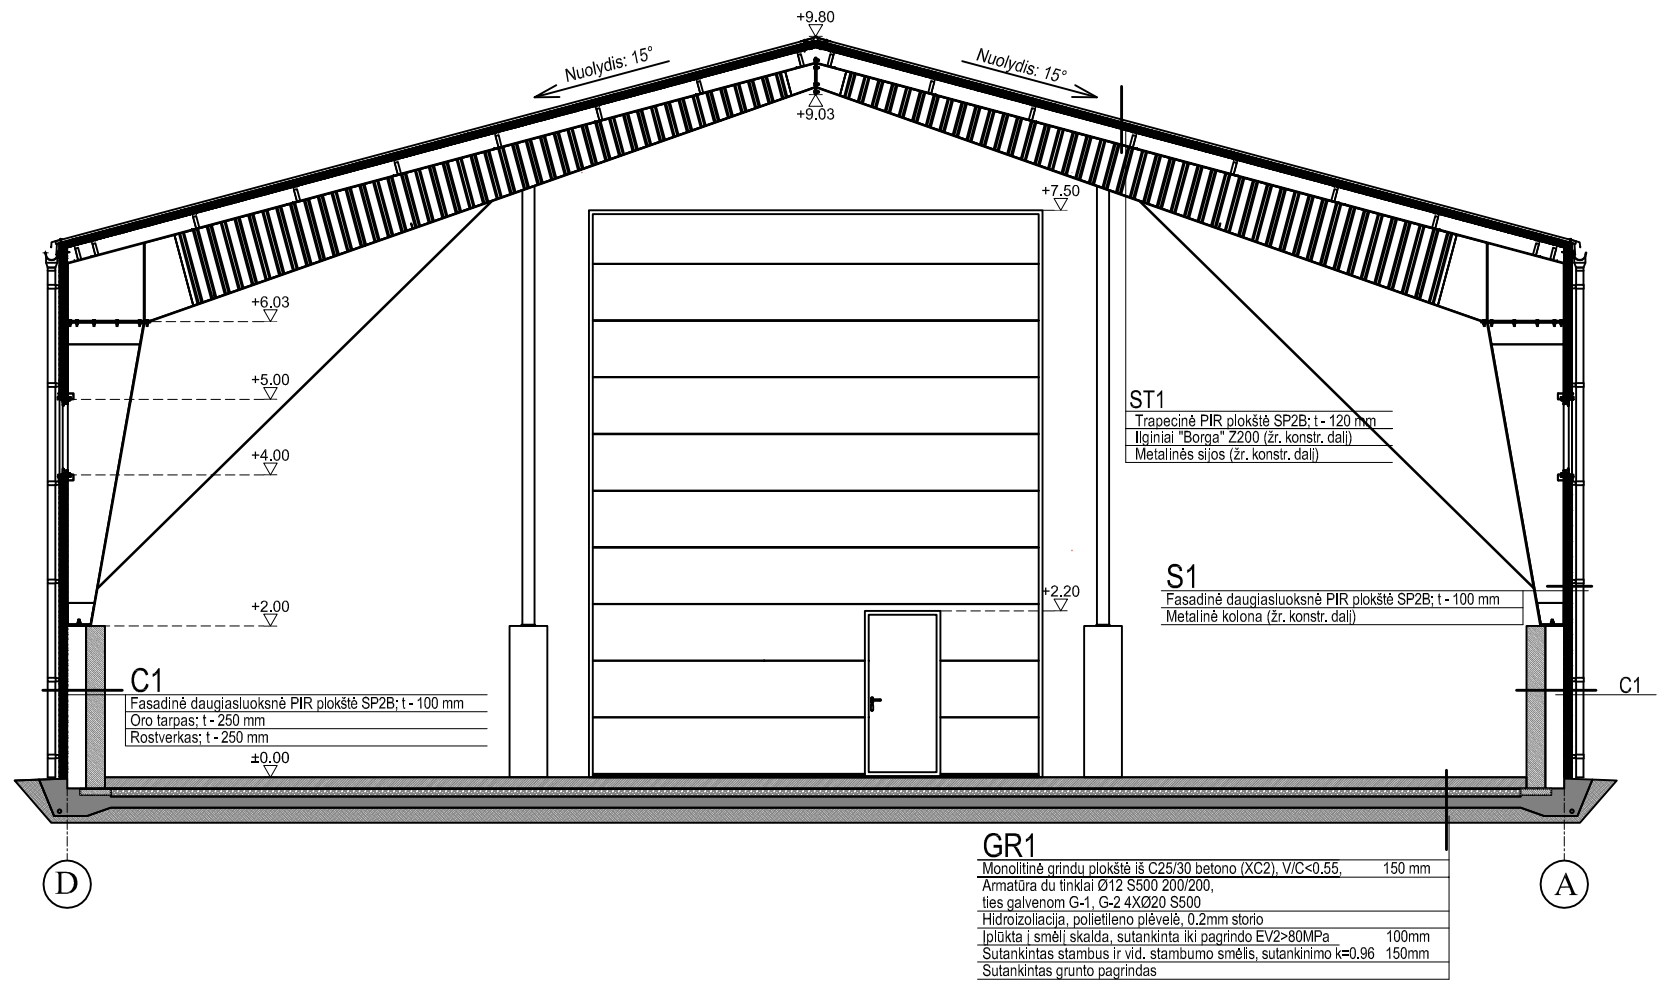 +9.80
Nuolydis: 15°
Nuolydis: 15°
+9.03
+7.50
+6.03
+5.00
+4.00
ST1
Trapecinė PIR plokštė SP2B; t - 120 mm
Ilginiai "Borga" Z200 (žr. konstr. dalį)
Metalinės sijos (žr. konstr. dalį)
S1
Fasadinė daugiasluoksnė PIR plokštė SP2B; t - 100 mm
Metalinė kolona (žr. konstr. dalį)
+2.20
+2.00
C1
Fasadinė daugiasluoksnė PIR plokštė SP2B; t - 100 mm
Oro tarpas; t - 250 mm
Rostverkas; t - 250 mm
C1
±0.00
D
A
GR1
Monolitinė grindų plokštė iš C25/30 betono (XC2), V/C<0.55, 150 mm
Armatūra du tinklai Ø12 S500 200/200,
ties galvenom G-1, G-2 4XØ20 S500
Hidroizoliacija, polietileno plėvelė, 0.2mm storio
Įplūkta į smėlį skalda, sutankinta iki pagrindo EV2>80MPa 100mm
Sutankintas stambus ir vid. stambumo smėlis, sutankinimo k=0.96 150mm
Sutankintas grunto pagrindas